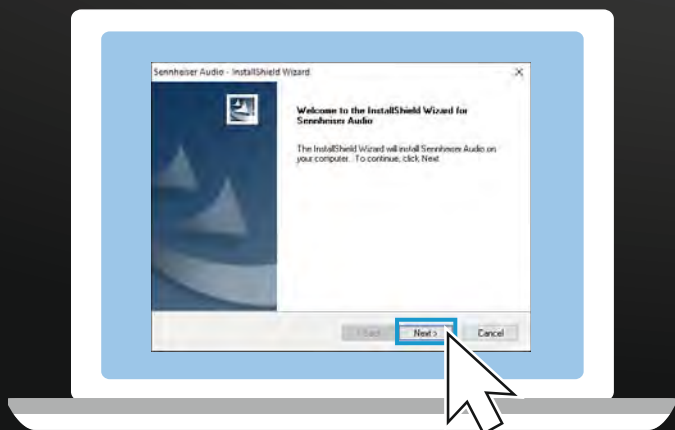 Sennheiser Audio - InstallShield Wizard
Welcome to the InstallShield Wizard for
Sennheiser Audio
The InstallShield Wizard will install Sennheiser Audio on
your computer. To continue, click Next
< Back
Next >
Cancel